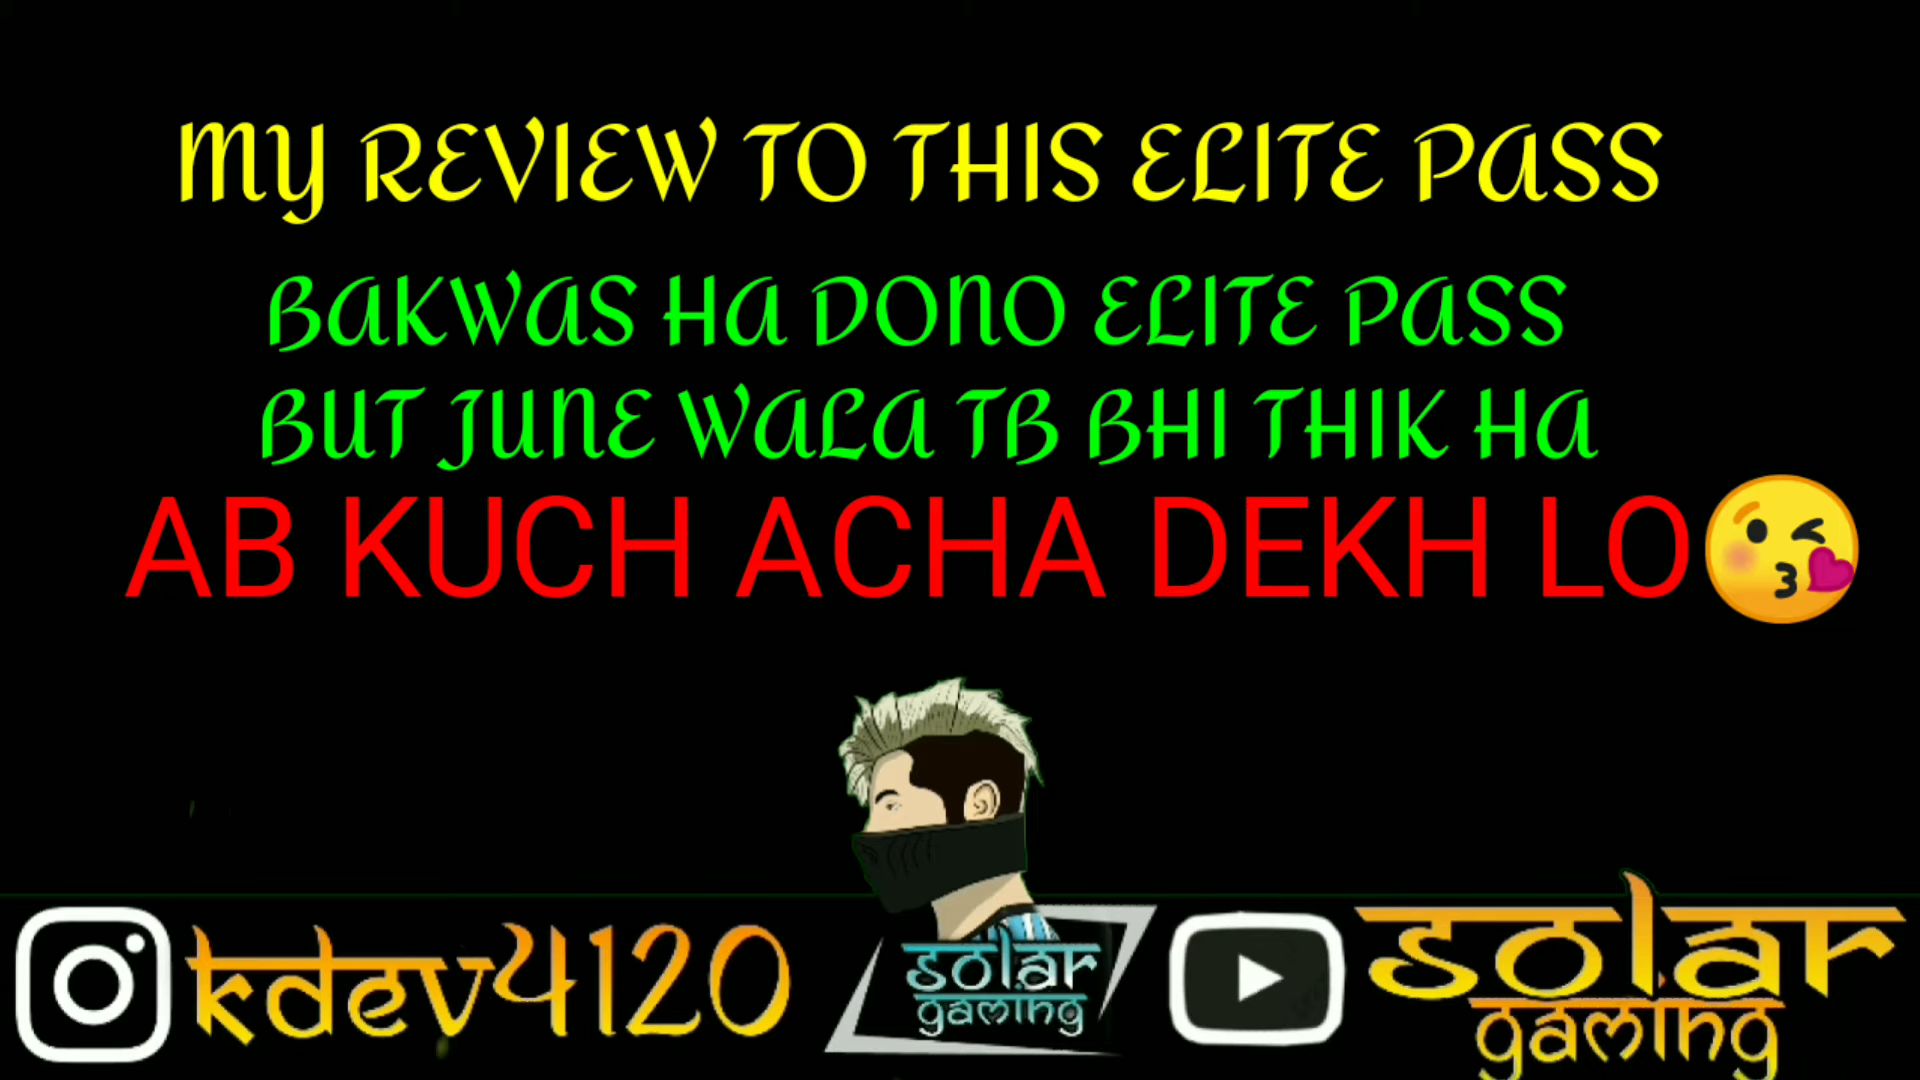 MY REVIEW TO THIS ELITE PASS
BAKWAS HA DONO ELITE PASS
BUT JUNE WALA TB BHI THIK HA
AB KUCH ACHA DEKH LO😘
kdev4120
solar
gaming
solar
gaming